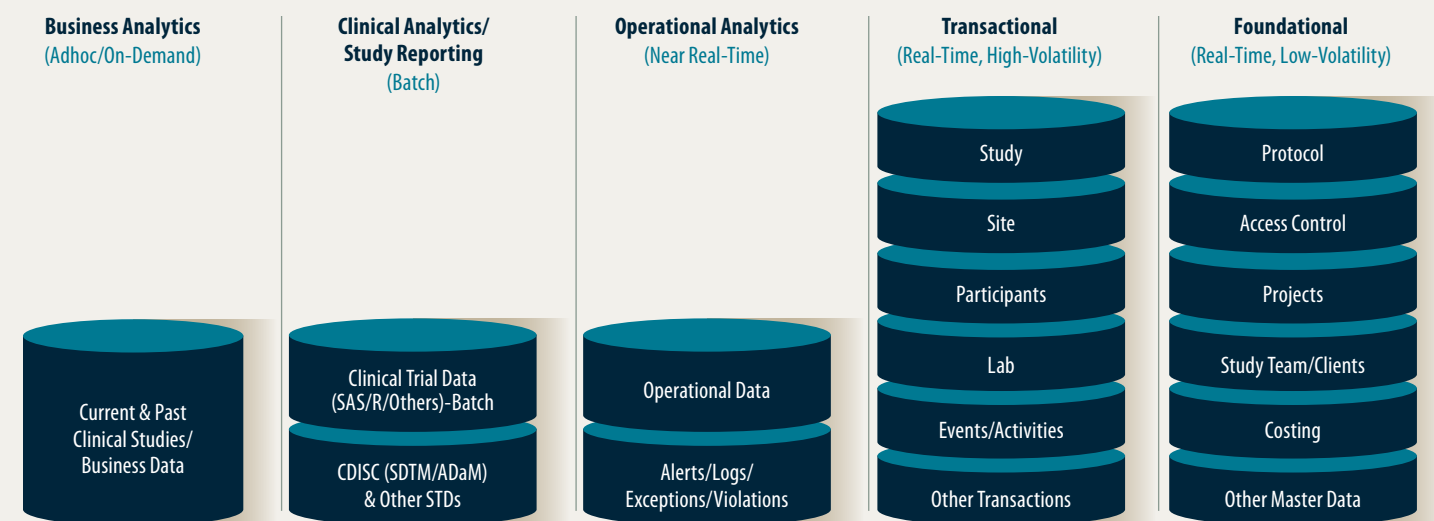 Business Analytics
(Adhoc/On-Demand)
Current & Past
Clinical Studies/
Business Data
Clinical Analytics/
Study Reporting
(Batch)
Clinical Trial Data
(SAS/R/Others)-Batch
CDISC (SDTM/ADaM)
& Other STDs
Operational Analytics
(Near Real-Time)
Operational Data
Alerts/Logs/
Exceptions/Violations
Transactional
(Real-Time, High-Volatility)
Study
Site
Participants
Lab
Events/Activities
Other Transactions
Foundational
(Real-Time, Low-Volatility)
Protocol
Access Control
Projects
Study Team/Clients
Costing
Other Master Data